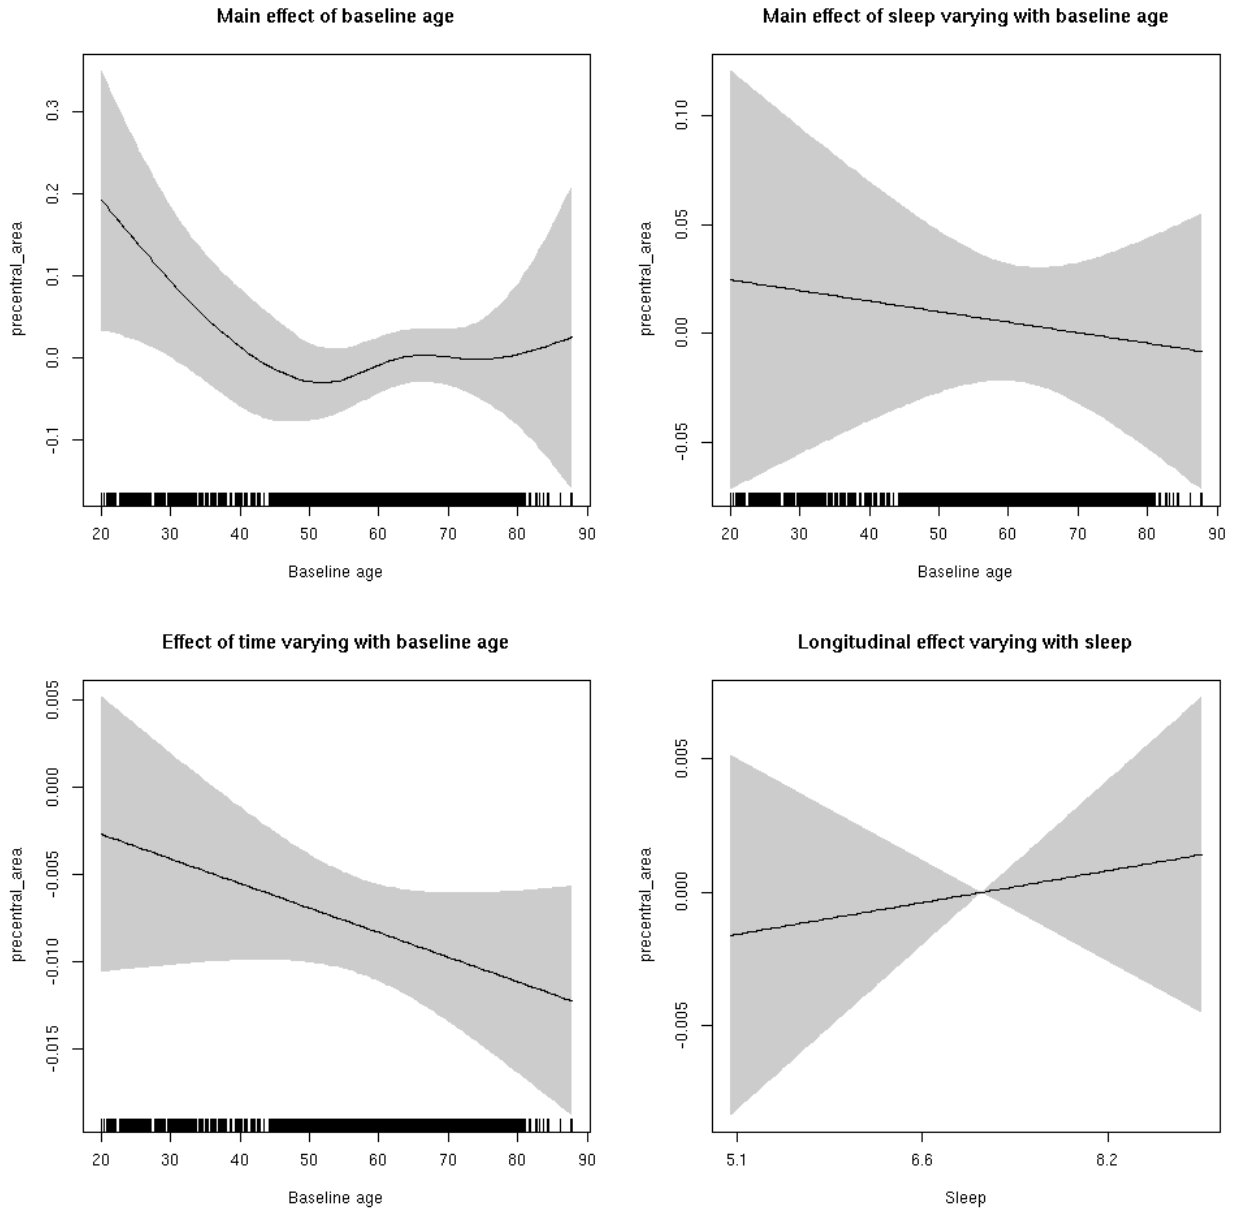 Main effect of baseline age
precentral_area
0.3
0.2
0.1
0.0
-0.1
20 30 40 50 60 70 80 90
Baseline age
Main effect of sleep varying with baseline age
precentral_area
0.10
0.05
0.00
-0.05
20 30 40 50 60 70 80 90
Baseline age
Effect of time varying with baseline age
precentral_area
0.005
0.000
-0.005
-0.010
-0.015
20 30 40 50 60 70 80 90
Baseline age
Longitudinal effect varying with sleep
precentral_area
0.005
0.000
-0.005
5.1 6.6 8.2
Sleep